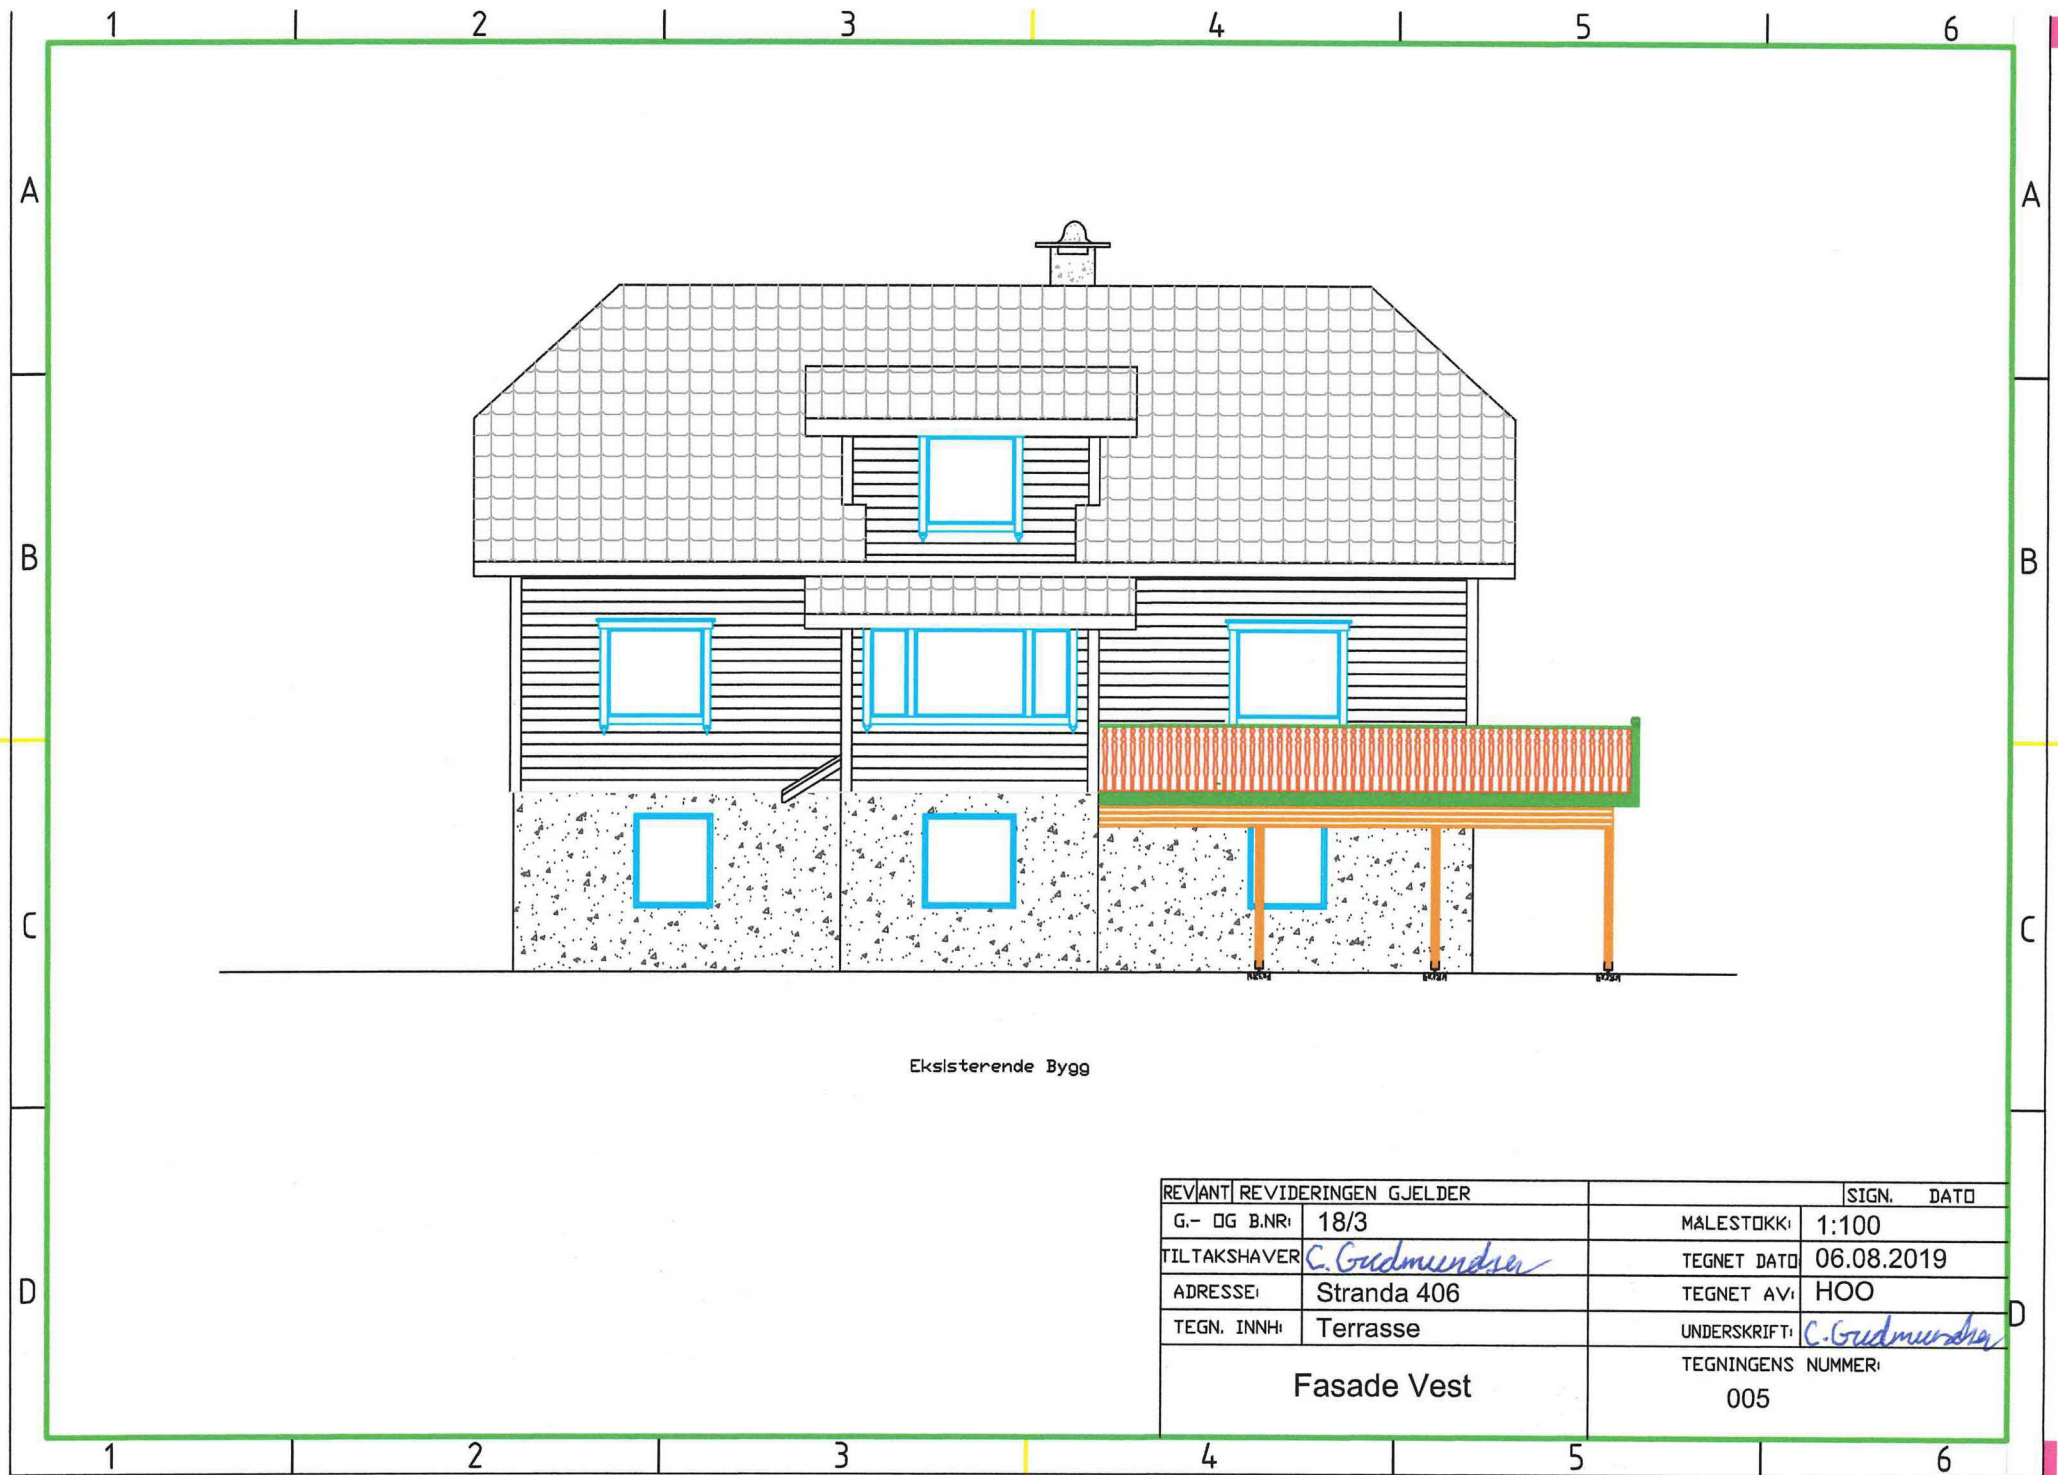 1 2 3 4 5 6
A A
B B
C C
Eksisterende Bygg
REV ANT REVIDERINGEN GJELDER SIGN. DATO
G.- OG B.NR: 18/3 MÅLESTOKK: 1:100
TILTAKSHAVER C. Gudmundsen TEGNET DATO 06.08.2019
ADRESSE: Stranda 406 TEGNET AV: HOO
D D
TEGN. INNH: Terrasse UNDERSKRIFT: C. Gudmundsen
Fasade Vest TEGNINGENS NUMMER:
005
1 2 3 4 5 6